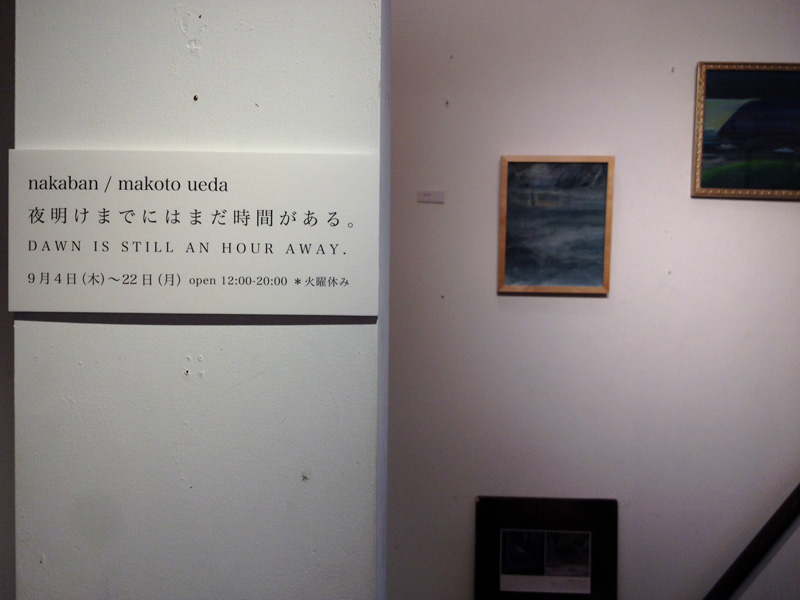 nakaban / makoto ueda
夜明けまでにはまだ時間がある。
DAWN IS STILL AN HOUR AWAY.
9月4日(木)〜22日(月) open 12:00-20:00 ＊火曜休み